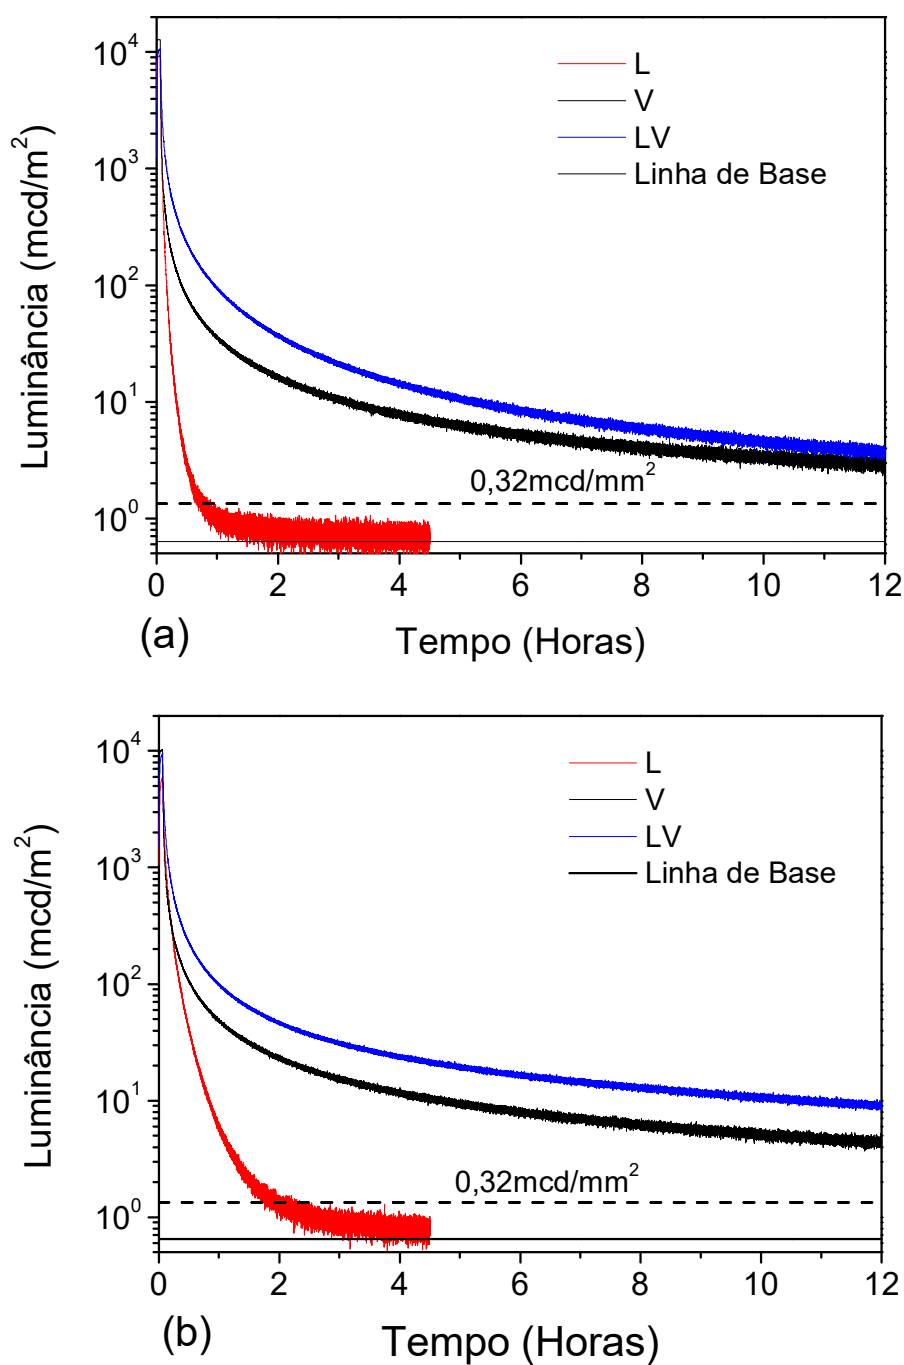 10⁴
10³
10²
10¹
10⁰
Luminância (mcd/m²)
L
V
LV
Linha de Base
0,32mcd/mm²
0 2 4 6 8 10 12
(a)
Tempo (Horas)
10⁴
10³
10²
10¹
10⁰
Luminância (mcd/m²)
L
V
LV
Linha de Base
0,32mcd/mm²
0 2 4 6 8 10 12
(b)
Tempo (Horas)